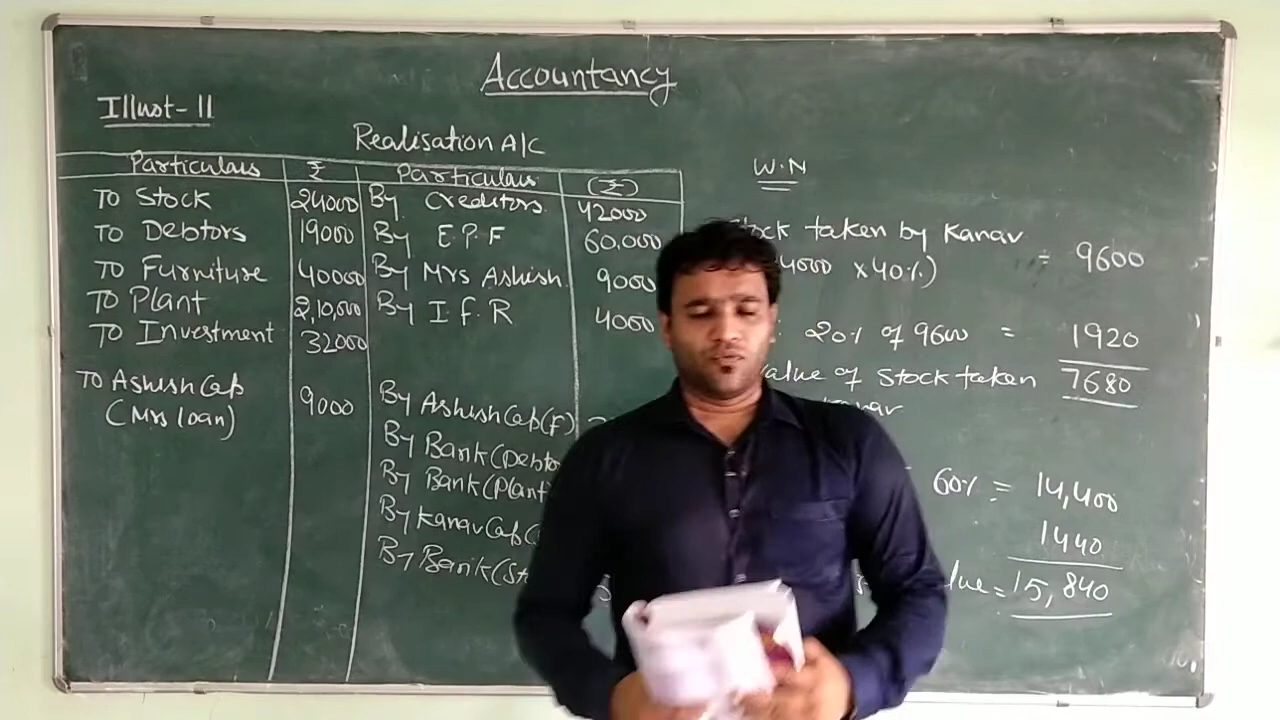 Accountancy
Illust-11
Realisation A/C
Particulars ₹ Particulars (₹)
To Stock 24000 By Creditors 42000
To Debtors 19000 By E.P.F 60,000
To Furniture 40000 By Mrs Ashish 9000
To Plant 2,10,000 By I.F.R 4000
To Investment 32000
To Ashish Cap
(Mrs loan) 9000
By Ashish Cap (F)
By Bank (Debto
By Bank (Plant
By Kanav Cap (
By Bank (St
W.N
Stock taken by Kanav
4000 x 40%) = 9600
20% of 9600 = 1920
Value of Stock taken 7680
Kanav
60% = 14,400
1440
lue = 15,840